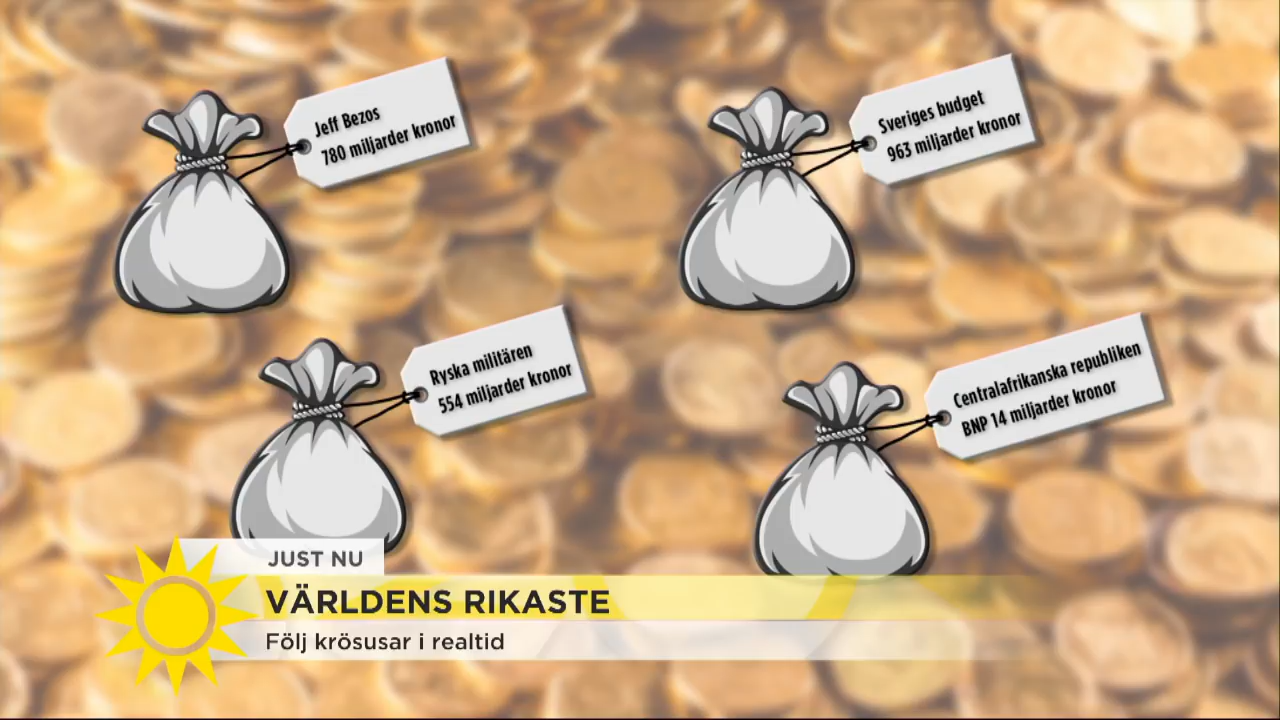 Jeff Bezos
780 miljarder kronor
Sveriges budget
963 miljarder kronor
Ryska militären
554 miljarder kronor
Centralafrikanska republiken
BNP 14 miljarder kronor
JUST NU
VÄRLDENS RIKASTE
Följ krösusar i realtid